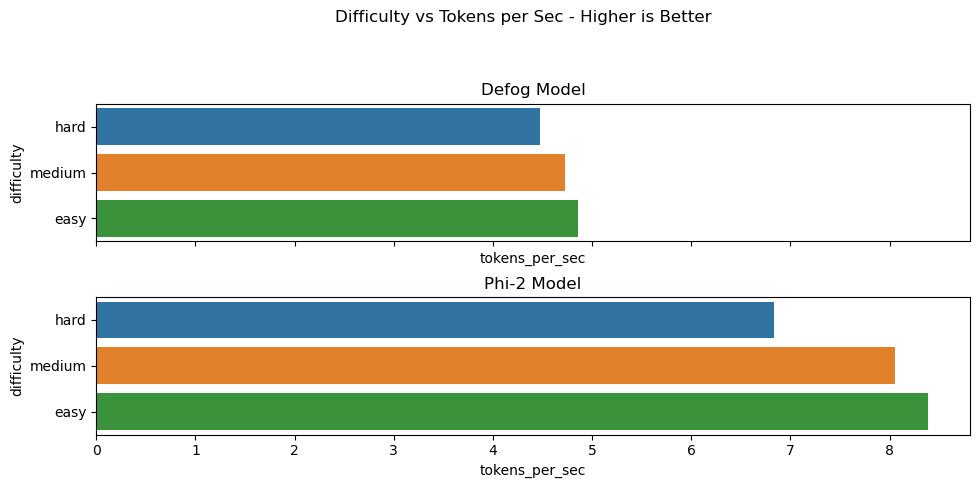 Difficulty vs Tokens per Sec - Higher is Better
Defog Model
difficulty
hard
medium
easy
tokens_per_sec
Phi-2 Model
difficulty
hard
medium
easy
0 1 2 3 4 5 6 7 8
tokens_per_sec